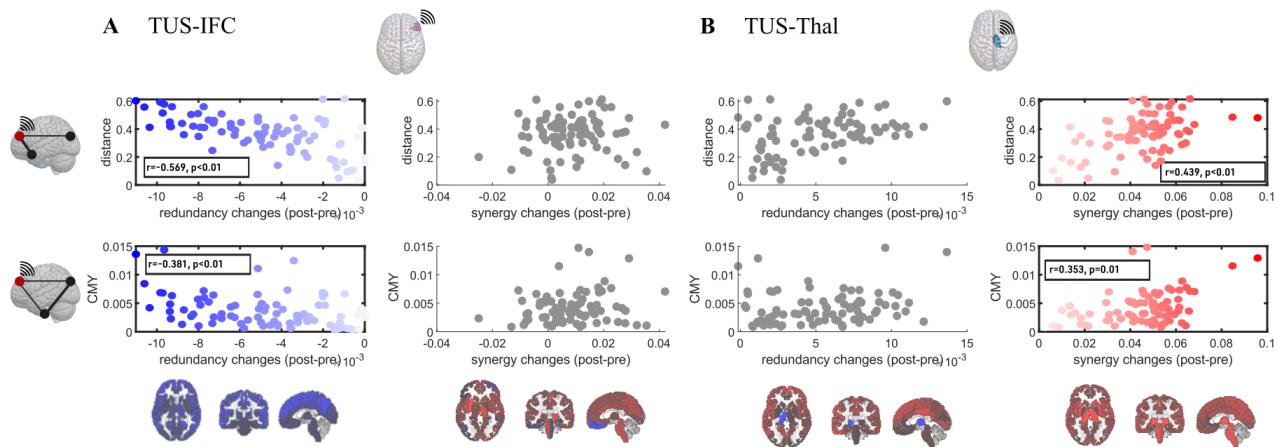 A TUS-IFC
B TUS-Thal
distance
0.6
0.4
0.2
0
r=-0.569, p<0.01
-10 -8 -6 -4 -2 0
redundancy changes (post-pre)
×10-3
distance
0.6
0.4
0.2
0
-0.04 -0.02 0 0.02 0.04
synergy changes (post-pre)
distance
0.6
0.4
0.2
0
0 5 10 15
redundancy changes (post-pre)
×10-3
distance
0.6
0.4
0.2
0
r=0.439, p<0.01
0 0.02 0.04 0.06 0.08 0.1
synergy changes (post-pre)
CMY
0.015
0.01
0.005
0
r=-0.381, p<0.01
-10 -8 -6 -4 -2 0
redundancy changes (post-pre)
×10-3
CMY
0.015
0.01
0.005
0
-0.04 -0.02 0 0.02 0.04
synergy changes (post-pre)
CMY
0.015
0.01
0.005
0
0 5 10 15
redundancy changes (post-pre)
×10-3
CMY
0.015
0.01
0.005
0
r=0.353, p=0.01
0 0.02 0.04 0.06 0.08 0.1
synergy changes (post-pre)